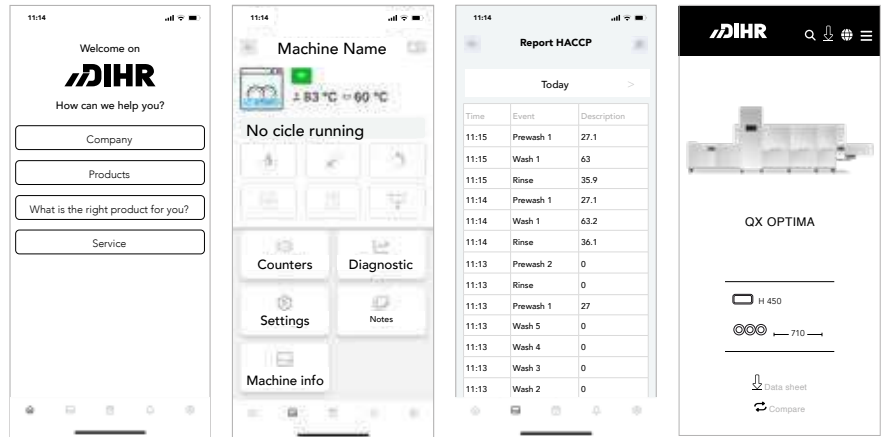 11:14
Welcome on
DIHR
How can we help you?
Company
Products
What is the right product for you?
Service
11:14
Machine Name
63 °C 60 °C
No cicle running
Counters
Diagnostic
Settings
Notes
Machine info
11:14
Report HACCP
Today >
Time Event Description
11:15 Prewash 1 27.1
11:15 Wash 1 63
11:15 Rinse 35.9
11:14 Prewash 1 27.1
11:14 Wash 1 63.2
11:14 Rinse 36.1
11:13 Prewash 2 0
11:13 Rinse 0
11:13 Prewash 1 27
11:13 Wash 5 0
11:13 Wash 4 0
11:13 Wash 3 0
11:13 Wash 2 0
DIHR
QX OPTIMA
H 450
710
Data sheet
Compare